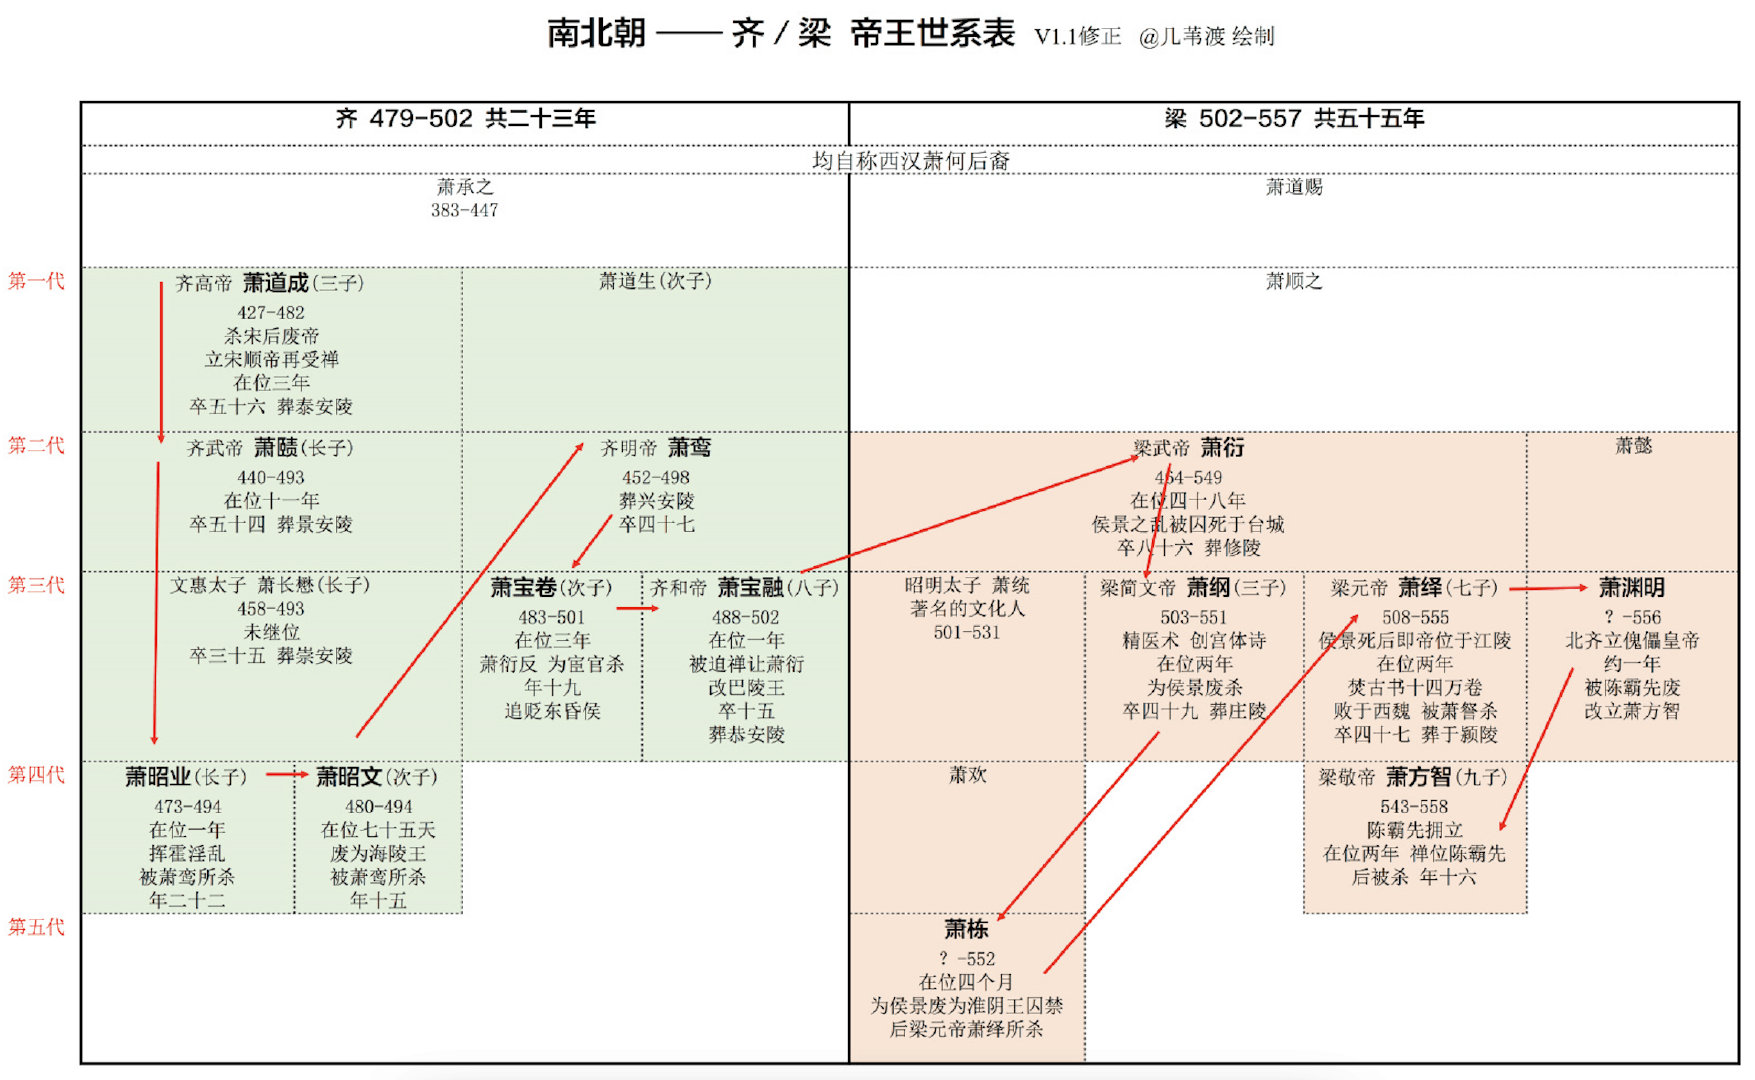 南北朝 —— 齐 / 梁 帝王世系表 V1.1修正 @几苇渡 绘制
齐 479-502 共二十三年
梁 502-557 共五十五年
均自称西汉萧何后裔
萧承之
383-447
萧道赐
第一代
齐高帝 萧道成(三子)
427-482
杀宋后废帝
立宋顺帝再受禅
在位三年
卒五十六 葬泰安陵
萧道生(次子)
萧顺之
第二代
齐武帝 萧赜(长子)
440-493
在位十一年
卒五十四 葬景安陵
齐明帝 萧鸾
452-498
葬兴安陵
卒四十七
梁武帝 萧衍
464-549
在位四十八年
侯景之乱被囚死于台城
卒八十六 葬修陵
萧懿
第三代
文惠太子 萧长懋(长子)
458-493
未继位
卒三十五 葬崇安陵
萧宝卷(次子)
483-501
在位三年
萧衍反 为宦官杀
年十九
追贬东昏侯
齐和帝 萧宝融(八子)
488-502
在位一年
被迫禅让萧衍
改巴陵王
卒十五
葬恭安陵
昭明太子 萧统
著名的文化人
501-531
梁简文帝 萧纲(三子)
503-551
精医术 创宫体诗
在位两年
为侯景废杀
卒四十九 葬庄陵
梁元帝 萧绎(七子)
508-555
侯景死后即帝位于江陵
在位两年
焚古书十四万卷
败于西魏 被萧詧杀
卒四十七 葬于颍陵
萧渊明
？-556
北齐立傀儡皇帝
约一年
被陈霸先废
改立萧方智
第四代
萧昭业(长子)
473-494
在位一年
挥霍淫乱
被萧鸾所杀
年二十二
萧昭文(次子)
480-494
在位七十五天
废为海陵王
被萧鸾所杀
年十五
萧欢
梁敬帝 萧方智(九子)
543-558
陈霸先拥立
在位两年 禅位陈霸先
后被杀 年十六
第五代
萧栋
？-552
在位四个月
为侯景废为淮阴王囚禁
后梁元帝萧绎所杀